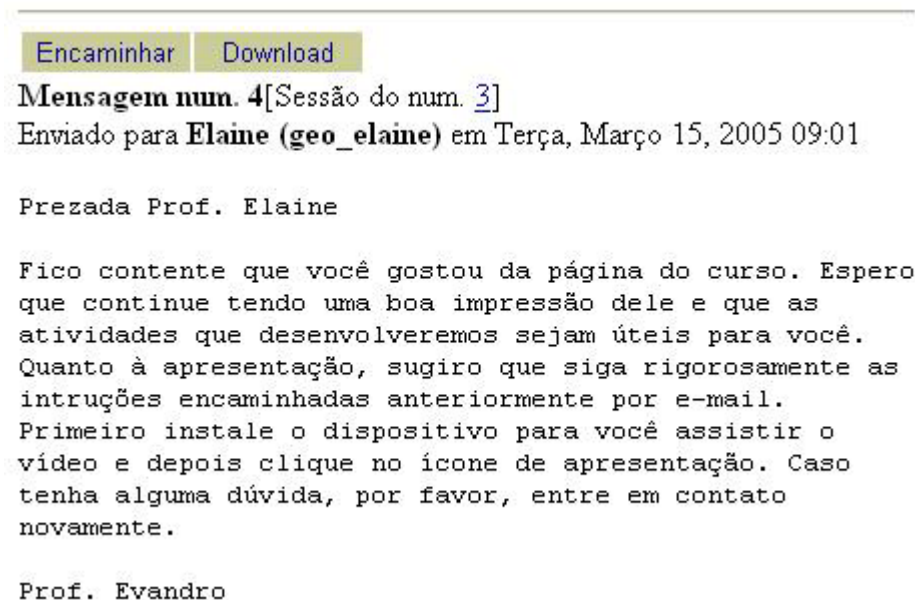 Encaminhar Download
Mensagem num. 4[Sessão do num. 3]
Enviado para Elaine (geo_elaine) em Terça, Março 15, 2005 09:01
Prezada Prof. Elaine
Fico contente que você gostou da página do curso. Espero
que continue tendo uma boa impressão dele e que as
atividades que desenvolveremos sejam úteis para você.
Quanto à apresentação, sugiro que siga rigorosamente as
intruções encaminhadas anteriormente por e-mail.
Primeiro instale o dispositivo para você assistir o
vídeo e depois clique no ícone de apresentação. Caso
tenha alguma dúvida, por favor, entre em contato
novamente.
Prof. Evandro